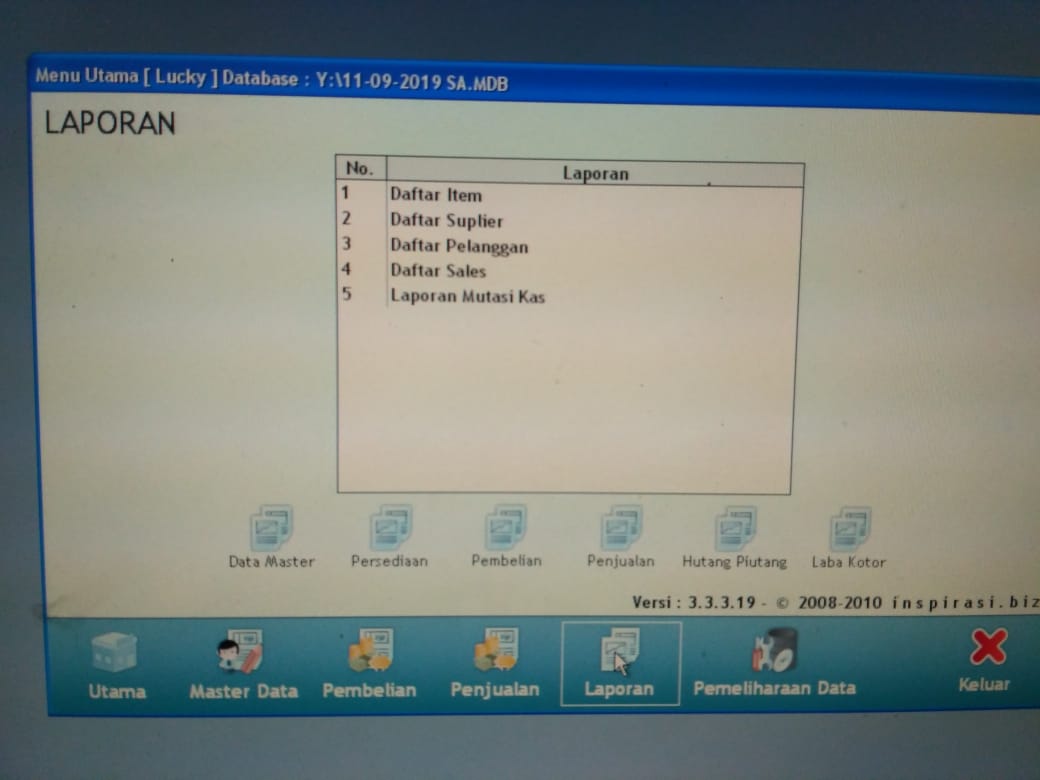 Menu Utama [ Lucky ] Database : Y:\11-09-2019 SA.MDB
LAPORAN
No. Laporan
1 Daftar Item
2 Daftar Suplier
3 Daftar Pelanggan
4 Daftar Sales
5 Laporan Mutasi Kas
Data Master Persediaan Pembelian Penjualan Hutang Piutang Laba Kotor
Versi : 3.3.3.19 - © 2008-2010 inspirasi.biz
Utama Master Data Pembelian Penjualan Laporan Pemeliharaan Data Keluar